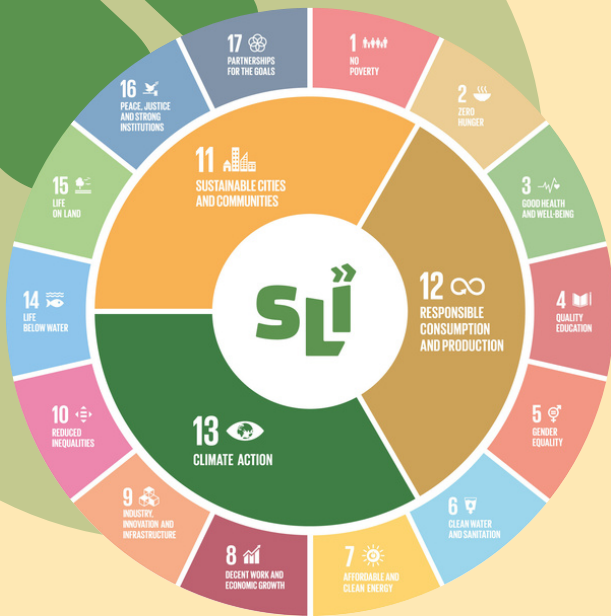 17
PARTNERSHIPS
FOR THE GOALS
1
NO
POVERTY
2
ZERO
HUNGER
3
GOOD HEALTH
AND WELL-BEING
4
QUALITY
EDUCATION
5
GENDER
EQUALITY
6
CLEAN WATER
AND SANITATION
7
AFFORDABLE AND
CLEAN ENERGY
8
DECENT WORK AND
ECONOMIC GROWTH
9
INDUSTRY,
INNOVATION AND
INFRASTRUCTURE
10
REDUCED
INEQUALITIES
14
LIFE
BELOW WATER
15
LIFE
ON LAND
16
PEACE, JUSTICE
AND STRONG
INSTITUTIONS
11
SUSTAINABLE CITIES
AND COMMUNITIES
12
RESPONSIBLE
CONSUMPTION
AND PRODUCTION
13
CLIMATE ACTION
SLI